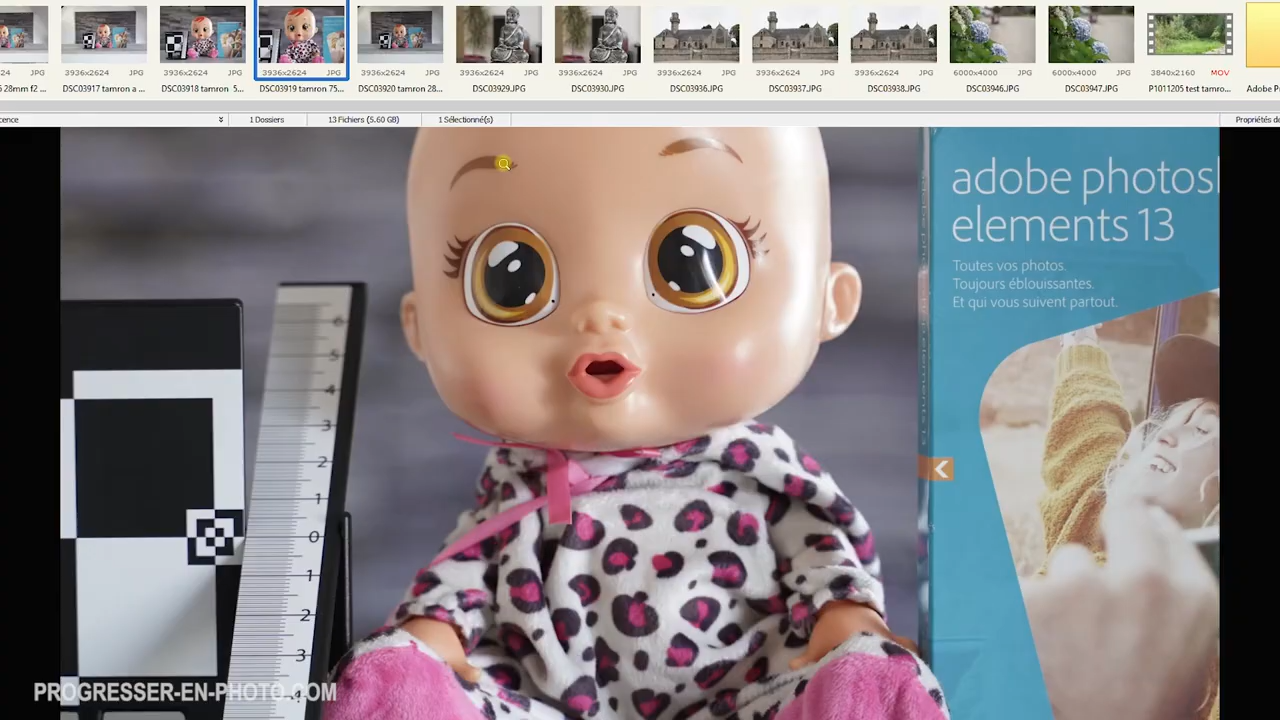 24 JPG 3936x2624 JPG 3936x2624 JPG 3936x2624 JPG 3936x2624 JPG 3936x2624 JPG 3936x2624 JPG 3936x2624 JPG 3936x2624 JPG 3936x2624 JPG 6000x4000 JPG 6000x4000 JPG 3840x2160 MOV
28mm f2 ... DSC03917 tamron a ... DSC03918 tamron 5... DSC03919 tamron 75... DSC03920 tamron 28... DSC03929.JPG DSC03930.JPG DSC03936.JPG DSC03937.JPG DSC03938.JPG DSC03946.JPG DSC03947.JPG P1011205 test tamro... Adobe P
cence 1 Dossiers 13 Fichiers (5.60 GB) 1 Sélectionné(s) Propriétés d
adobe photos
elements 13
Toutes vos photos.
Toujours éblouissantes.
Et qui vous suivent partout.
6
5
4
3
2
1
0
1
2
3
PROGRESSER-EN-PHOTO.COM